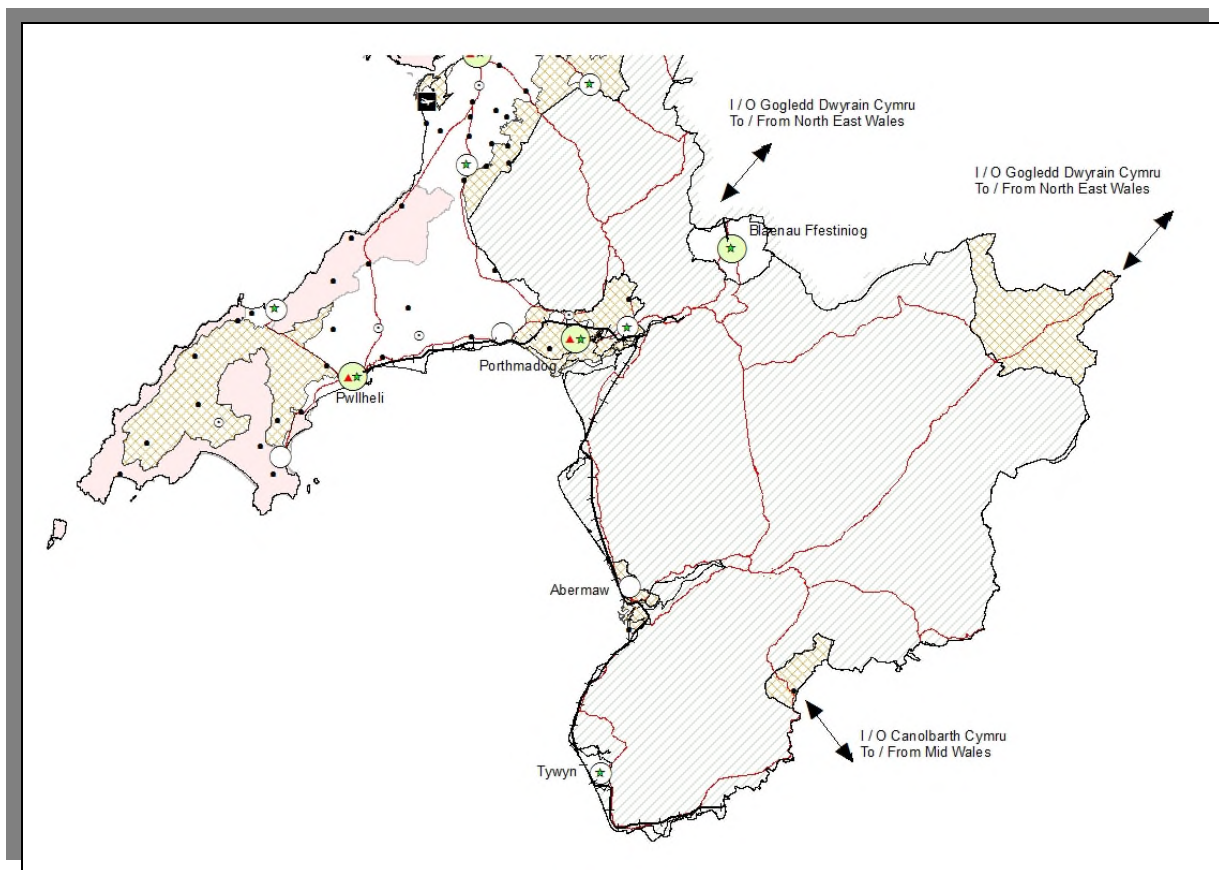 I / O Gogledd Dwyrain Cymru
To / From North East Wales
I / O Gogledd Dwyrain Cymru
To / From North East Wales
Blaenau Ffestiniog
Porthmadog
Pwllheli
Abermaw
I / O Canolbarth Cymru
To / From Mid Wales
Tywyn